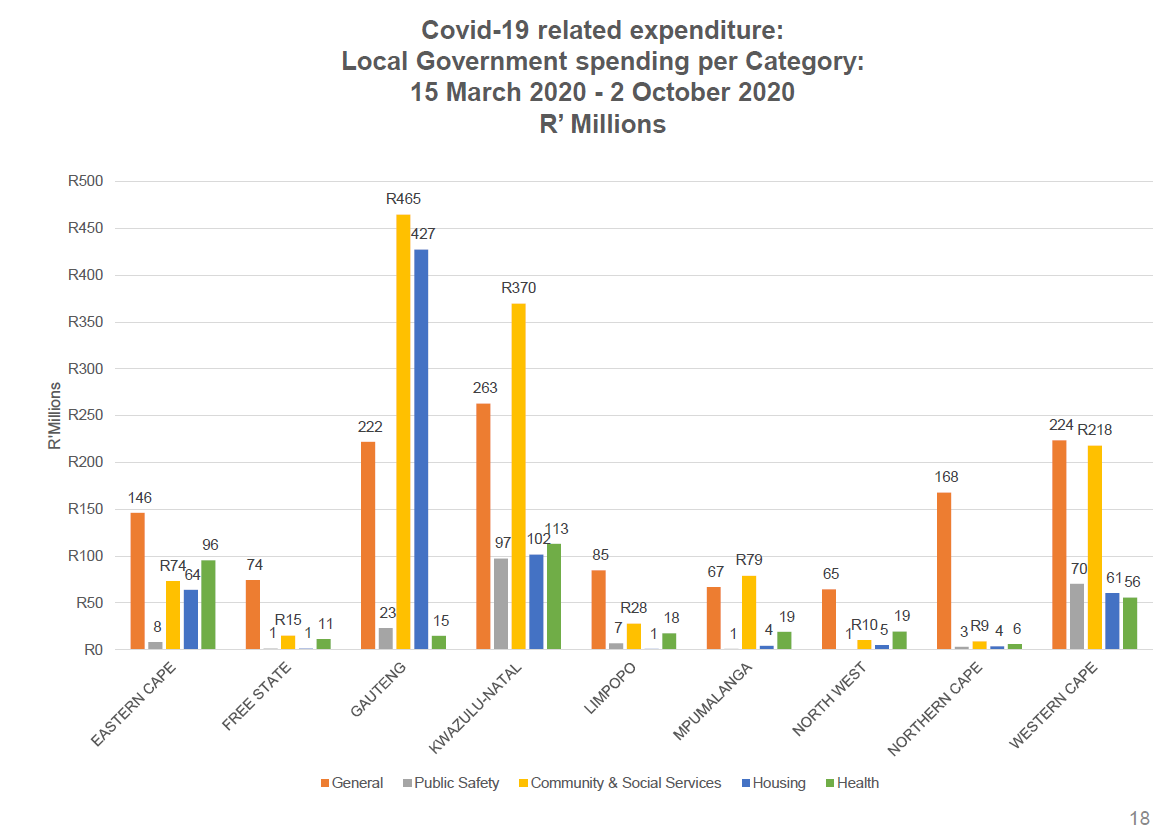 Covid-19 related expenditure:
Local Government spending per Category:
15 March 2020 - 2 October 2020
R' Millions
R'Millions
R500
R450
R400
R350
R300
R250
R200
R150
R100
R50
R0
146
8
R74
64
96
74
1
R15
1
11
222
23
R465
427
15
263
97
R370
102
113
85
7
R28
1
18
67
1
R79
4
19
65
1
R10
5
19
168
3
R9
4
6
224
70
R218
61
56
EASTERN CAPE
FREE STATE
GAUTENG
KWAZULU-NATAL
LIMPOPO
MPUMALANGA
NORTH WEST
NORTHERN CAPE
WESTERN CAPE
General Public Safety Community & Social Services Housing Health
18